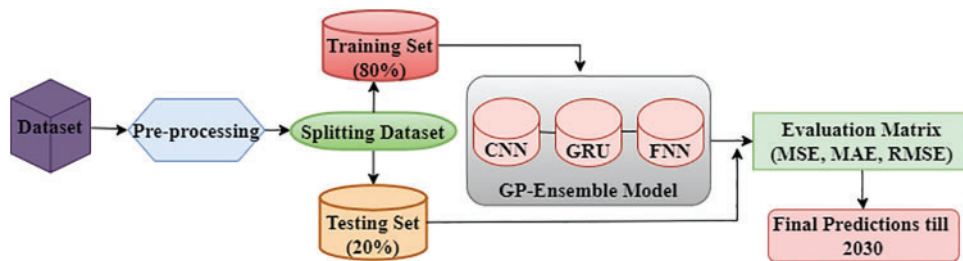 Dataset
Pre-processing
Splitting Dataset
Training Set
(80%)
Testing Set
(20%)
CNN
GRU
FNN
GP-Ensemble Model
Evaluation Matrix
(MSE, MAE, RMSE)
Final Predictions till
2030